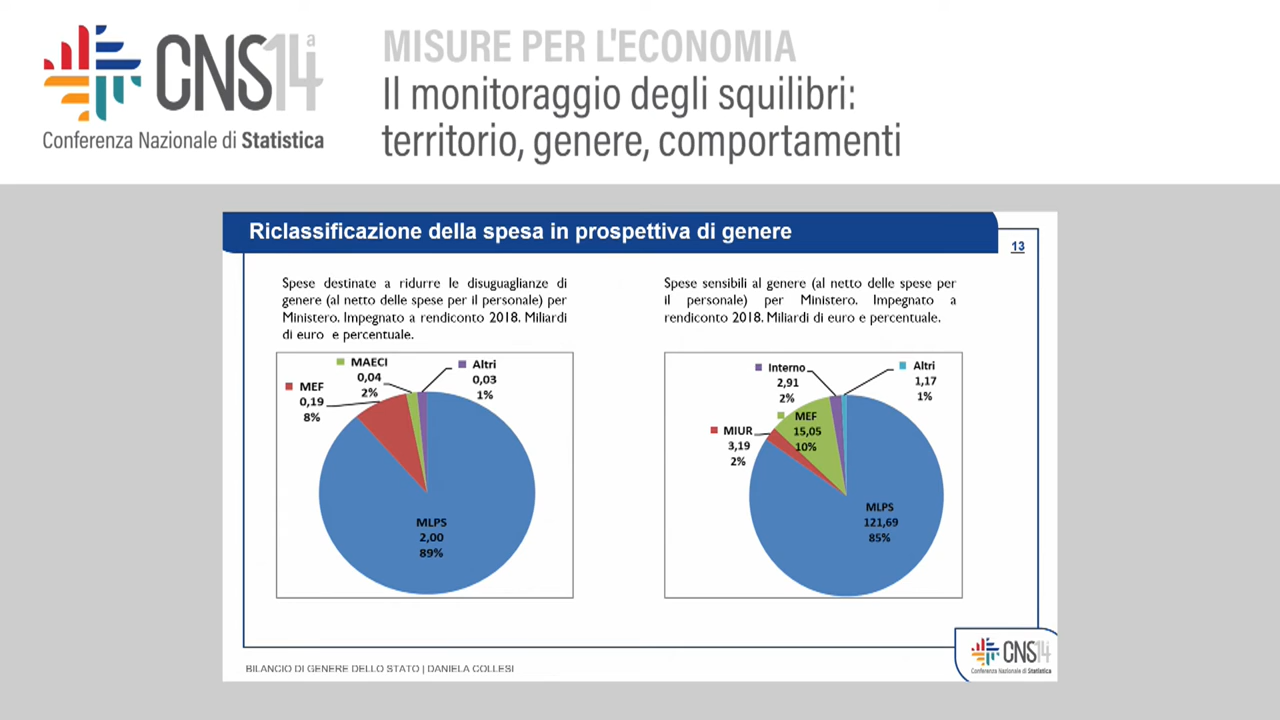 CNS14ª
Conferenza Nazionale di Statistica
MISURE PER L'ECONOMIA
Il monitoraggio degli squilibri:
territorio, genere, comportamenti
Riclassificazione della spesa in prospettiva di genere
13
Spese destinate a ridurre le disuguaglianze di
genere (al netto delle spese per il personale) per
Ministero. Impegnato a rendiconto 2018. Miliardi
di euro e percentuale.
MAECI
0,04
2%
Altri
0,03
1%
MEF
0,19
8%
MLPS
2,00
89%
Spese sensibili al genere (al netto delle spese per
il personale) per Ministero. Impegnato a
rendiconto 2018. Miliardi di euro e percentuale.
Interno
2,91
2%
Altri
1,17
1%
MEF
15,05
10%
MIUR
3,19
2%
MLPS
121,69
85%
BILANCIO DI GENERE DELLO STATO | DANIELA COLLESI
CNS14ª
Conferenza Nazionale di Statistica